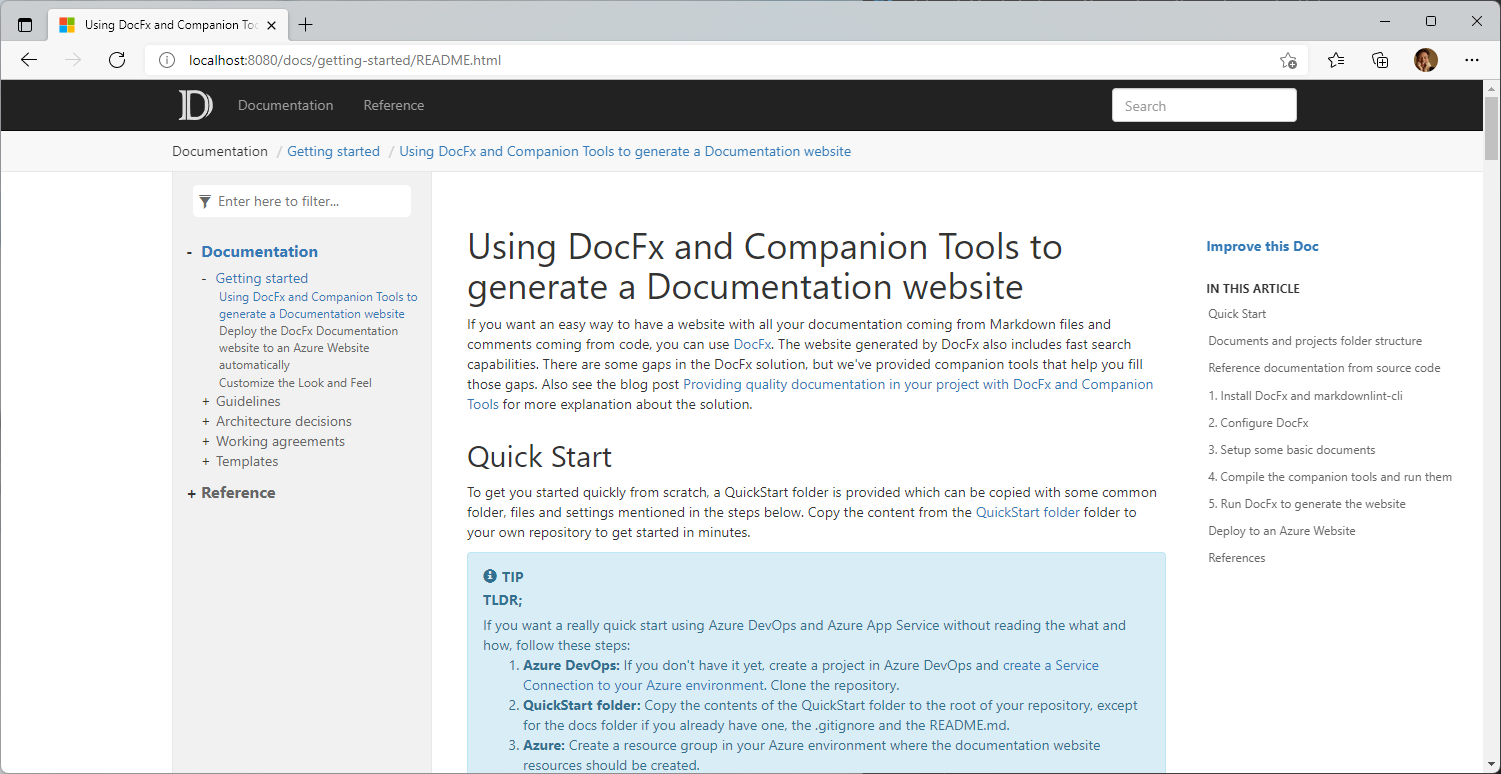 Using DocFx and Companion Too
localhost:8080/docs/getting-started/README.html
Documentation
Reference
Search
Documentation / Getting started / Using DocFx and Companion Tools to generate a Documentation website
Enter here to filter...
- Documentation
- Getting started
Using DocFx and Companion Tools to
generate a Documentation website
Deploy the DocFx Documentation
website to an Azure Website
automatically
Customize the Look and Feel
+ Guidelines
+ Architecture decisions
+ Working agreements
+ Templates
+ Reference
Using DocFx and Companion Tools to
generate a Documentation website
If you want an easy way to have a website with all your documentation coming from Markdown files and
comments coming from code, you can use DocFx. The website generated by DocFx also includes fast search
capabilities. There are some gaps in the DocFx solution, but we've provided companion tools that help you fill
those gaps. Also see the blog post Providing quality documentation in your project with DocFx and Companion
Tools for more explanation about the solution.
Quick Start
To get you started quickly from scratch, a QuickStart folder is provided which can be copied with some common
folder, files and settings mentioned in the steps below. Copy the content from the QuickStart folder folder to
your own repository to get started in minutes.
TIP
TLDR;
If you want a really quick start using Azure DevOps and Azure App Service without reading the what and
how, follow these steps:
1. Azure DevOps: If you don't have it yet, create a project in Azure DevOps and create a Service
Connection to your Azure environment. Clone the repository.
2. QuickStart folder: Copy the contents of the QuickStart folder to the root of your repository, except
for the docs folder if you already have one, the .gitignore and the README.md.
3. Azure: Create a resource group in your Azure environment where the documentation website
resources should be created.
Improve this Doc
IN THIS ARTICLE
Quick Start
Documents and projects folder structure
Reference documentation from source code
1. Install DocFx and markdownlint-cli
2. Configure DocFx
3. Setup some basic documents
4. Compile the companion tools and run them
5. Run DocFx to generate the website
Deploy to an Azure Website
References